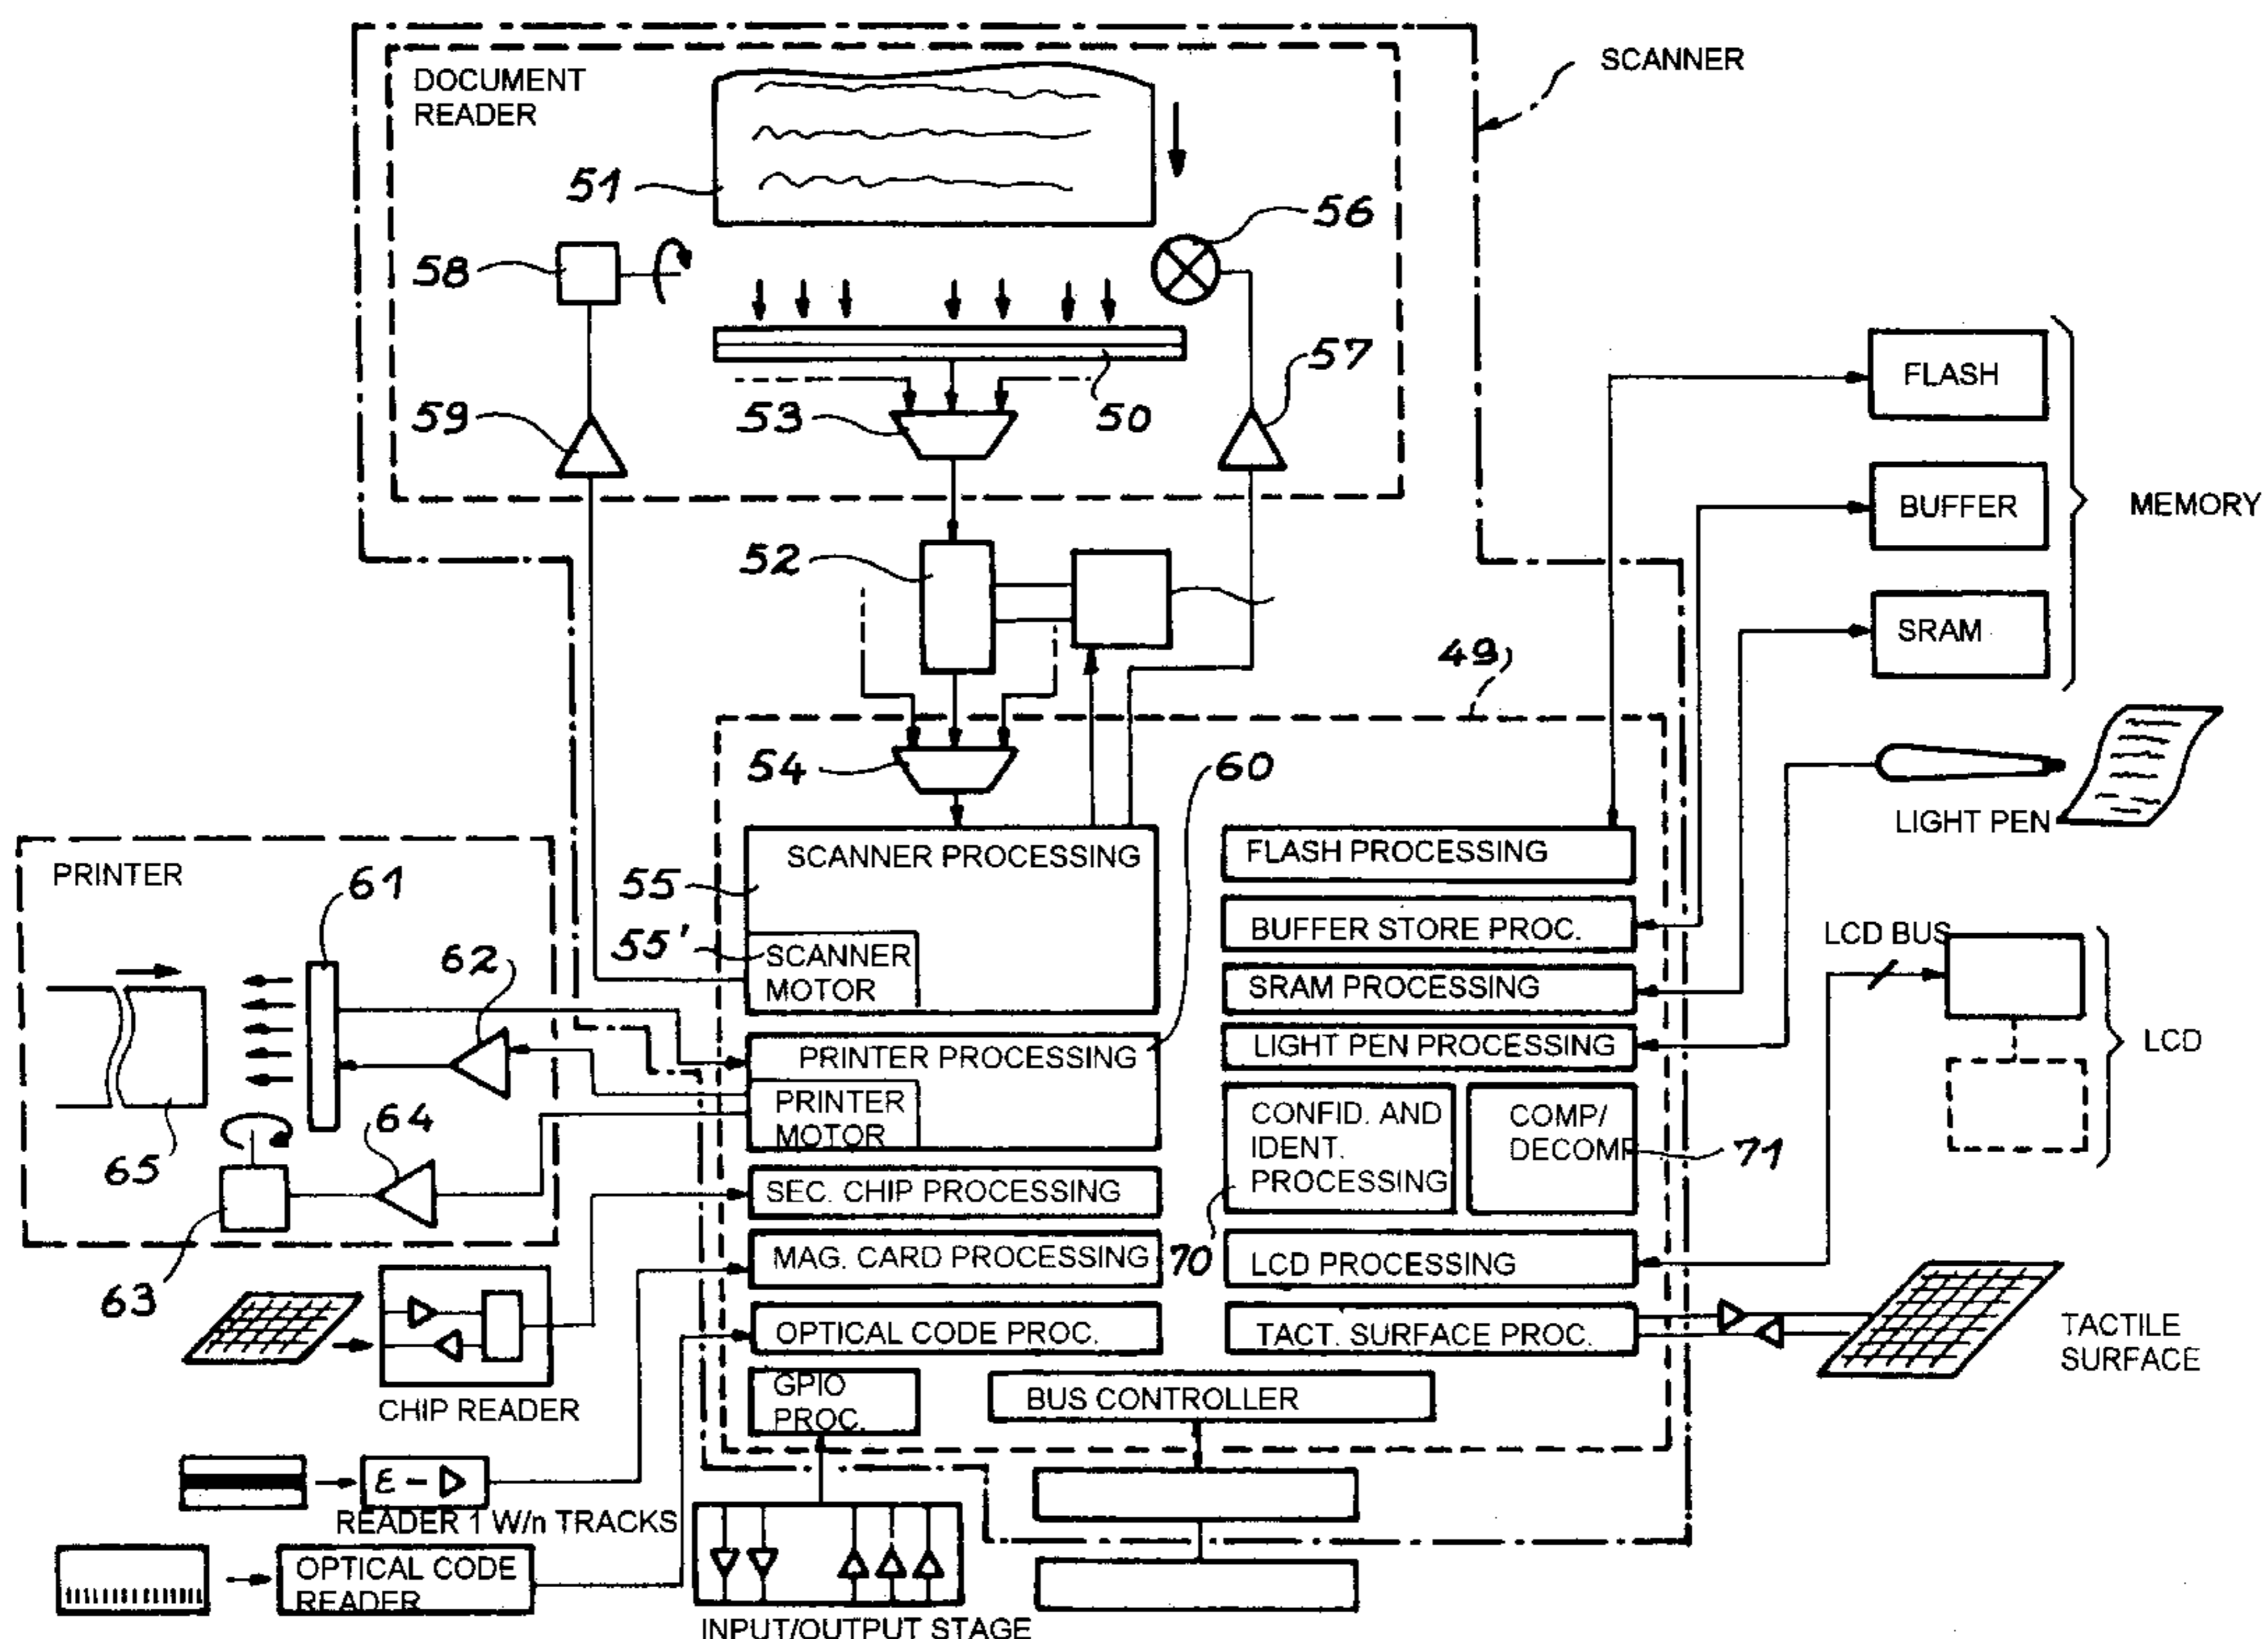 SCANNER
DOCUMENT
READER
51
56
58
57
FLASH
59
53
50
BUFFER
MEMORY
52
SRAM
49
54
60
LIGHT PEN
SCANNER PROCESSING
FLASH PROCESSING
PRINTER
61
55
BUFFER STORE PROC.
55'
SCANNER
MOTOR
LCD BUS
62
SRAM PROCESSING
LCD
PRINTER PROCESSING
LIGHT PEN PROCESSING
PRINTER
MOTOR
CONFID. AND
IDENT.
PROCESSING
COMP/
DECOMP
71
64
65
SEC. CHIP PROCESSING
63
MAG. CARD PROCESSING
70
LCD PROCESSING
OPTICAL CODE PROC.
TACT. SURFACE PROC.
TACTILE
SURFACE
CHIP READER
GPIO
PROC.
BUS CONTROLLER
ε –
READER 1 W/n TRACKS
OPTICAL CODE
READER
INPUT/OUTPUT STAGE